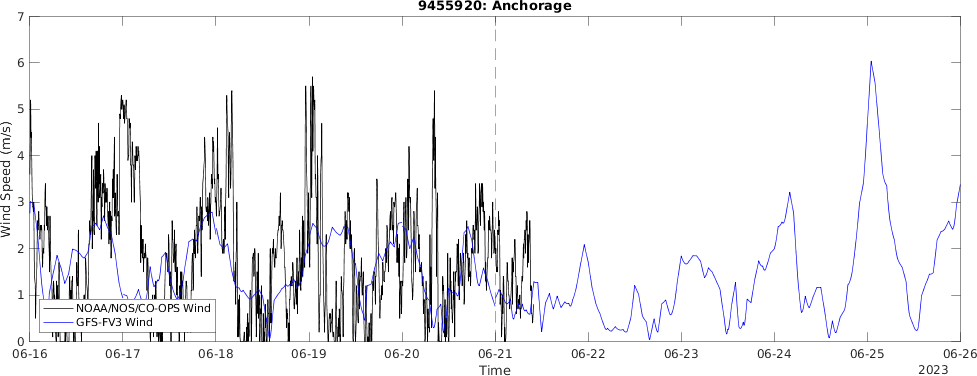 9455920: Anchorage
7
6
5
4
3
2
1
0
Wind Speed (m/s)
NOAA/NOS/CO-OPS Wind
GFS-FV3 Wind
06-16 06-17 06-18 06-19 06-20 06-21 06-22 06-23 06-24 06-25 06-26
Time
2023